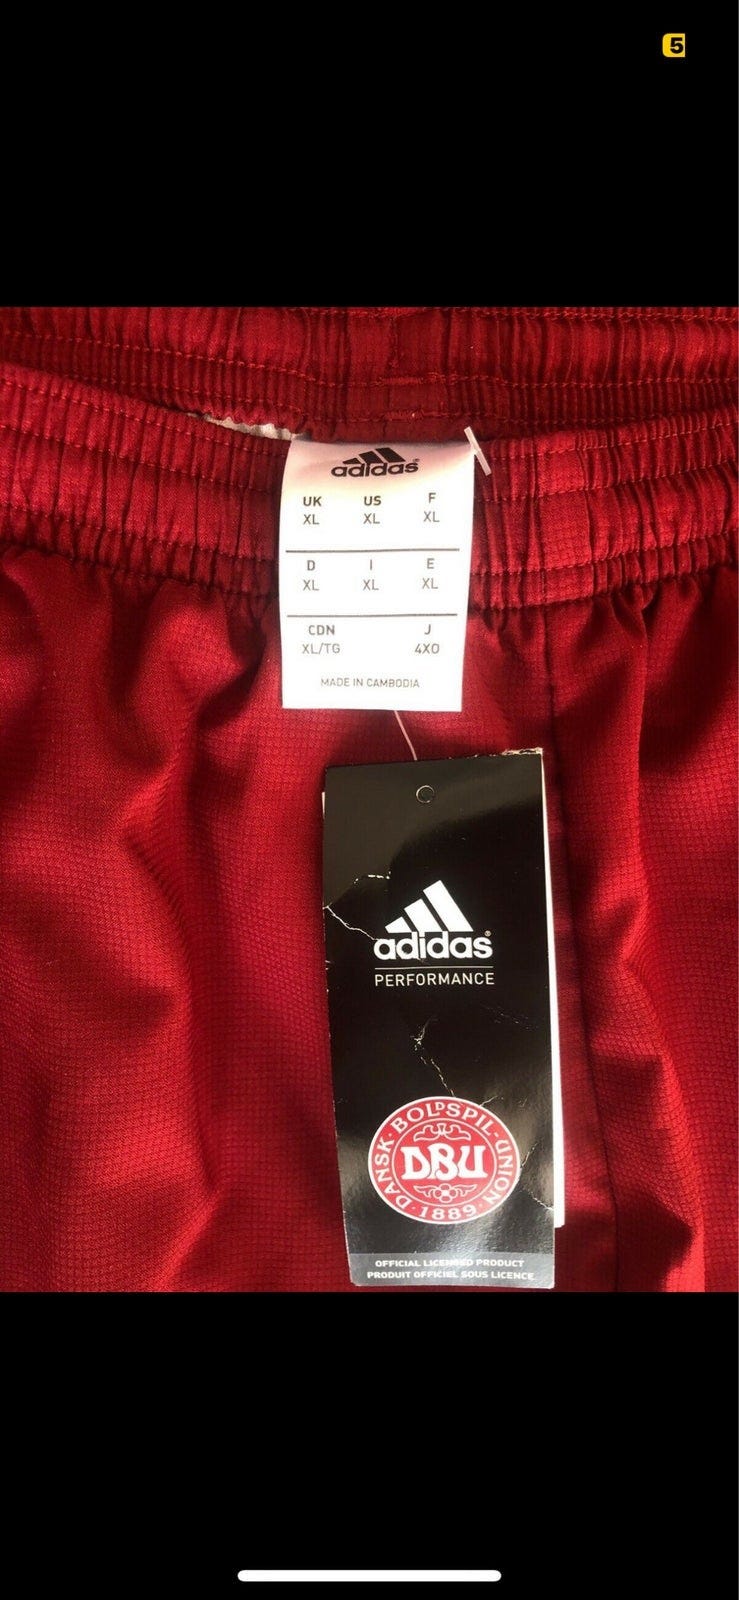 5
adidas
UK US F
XL XL XL
D I E
XL XL XL
CDN J
XL/TG 4XO
MADE IN CAMBODIA
adidas®
PERFORMANCE
DANSK·BOLDSPIL-UNION
DBU
·1889·
OFFICIAL LICENSED PRODUCT
PRODUIT OFFICIEL SOUS LICENCE